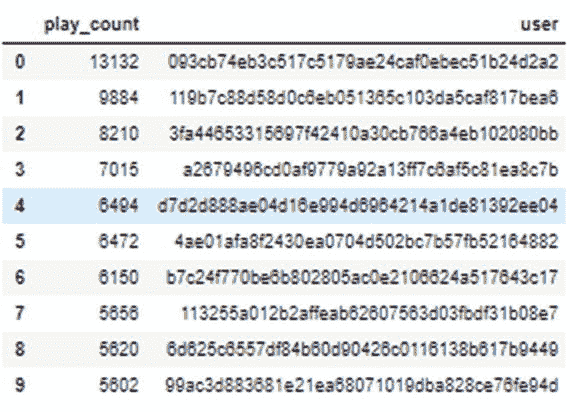 play_count user
0 13132 093cb74eb3c517c5179ae24caf0ebec51b24d2a2
1 9884 119b7c88d58d0c6eb051365c103da5caf817bea6
2 8210 3fa44653315697f42410a30cb766a4eb102080bb
3 7015 a2679496cd0af9779a92a13ff7c6af5c81ea8c7b
4 6494 d7d2d888ae04d16e994d6964214a1de81392ee04
5 6472 4ae01afa8f2430ea0704d502bc7b57fb52164882
6 6150 b7c24f770be6b802805ac0e2106624a517643c17
7 5656 113255a012b2affeab62607563d03fbdf31b08e7
8 5620 6d625c6557df84b60d90426c0116138b617b9449
9 5602 99ac3d883681e21ea68071019dba828ce76fe94d